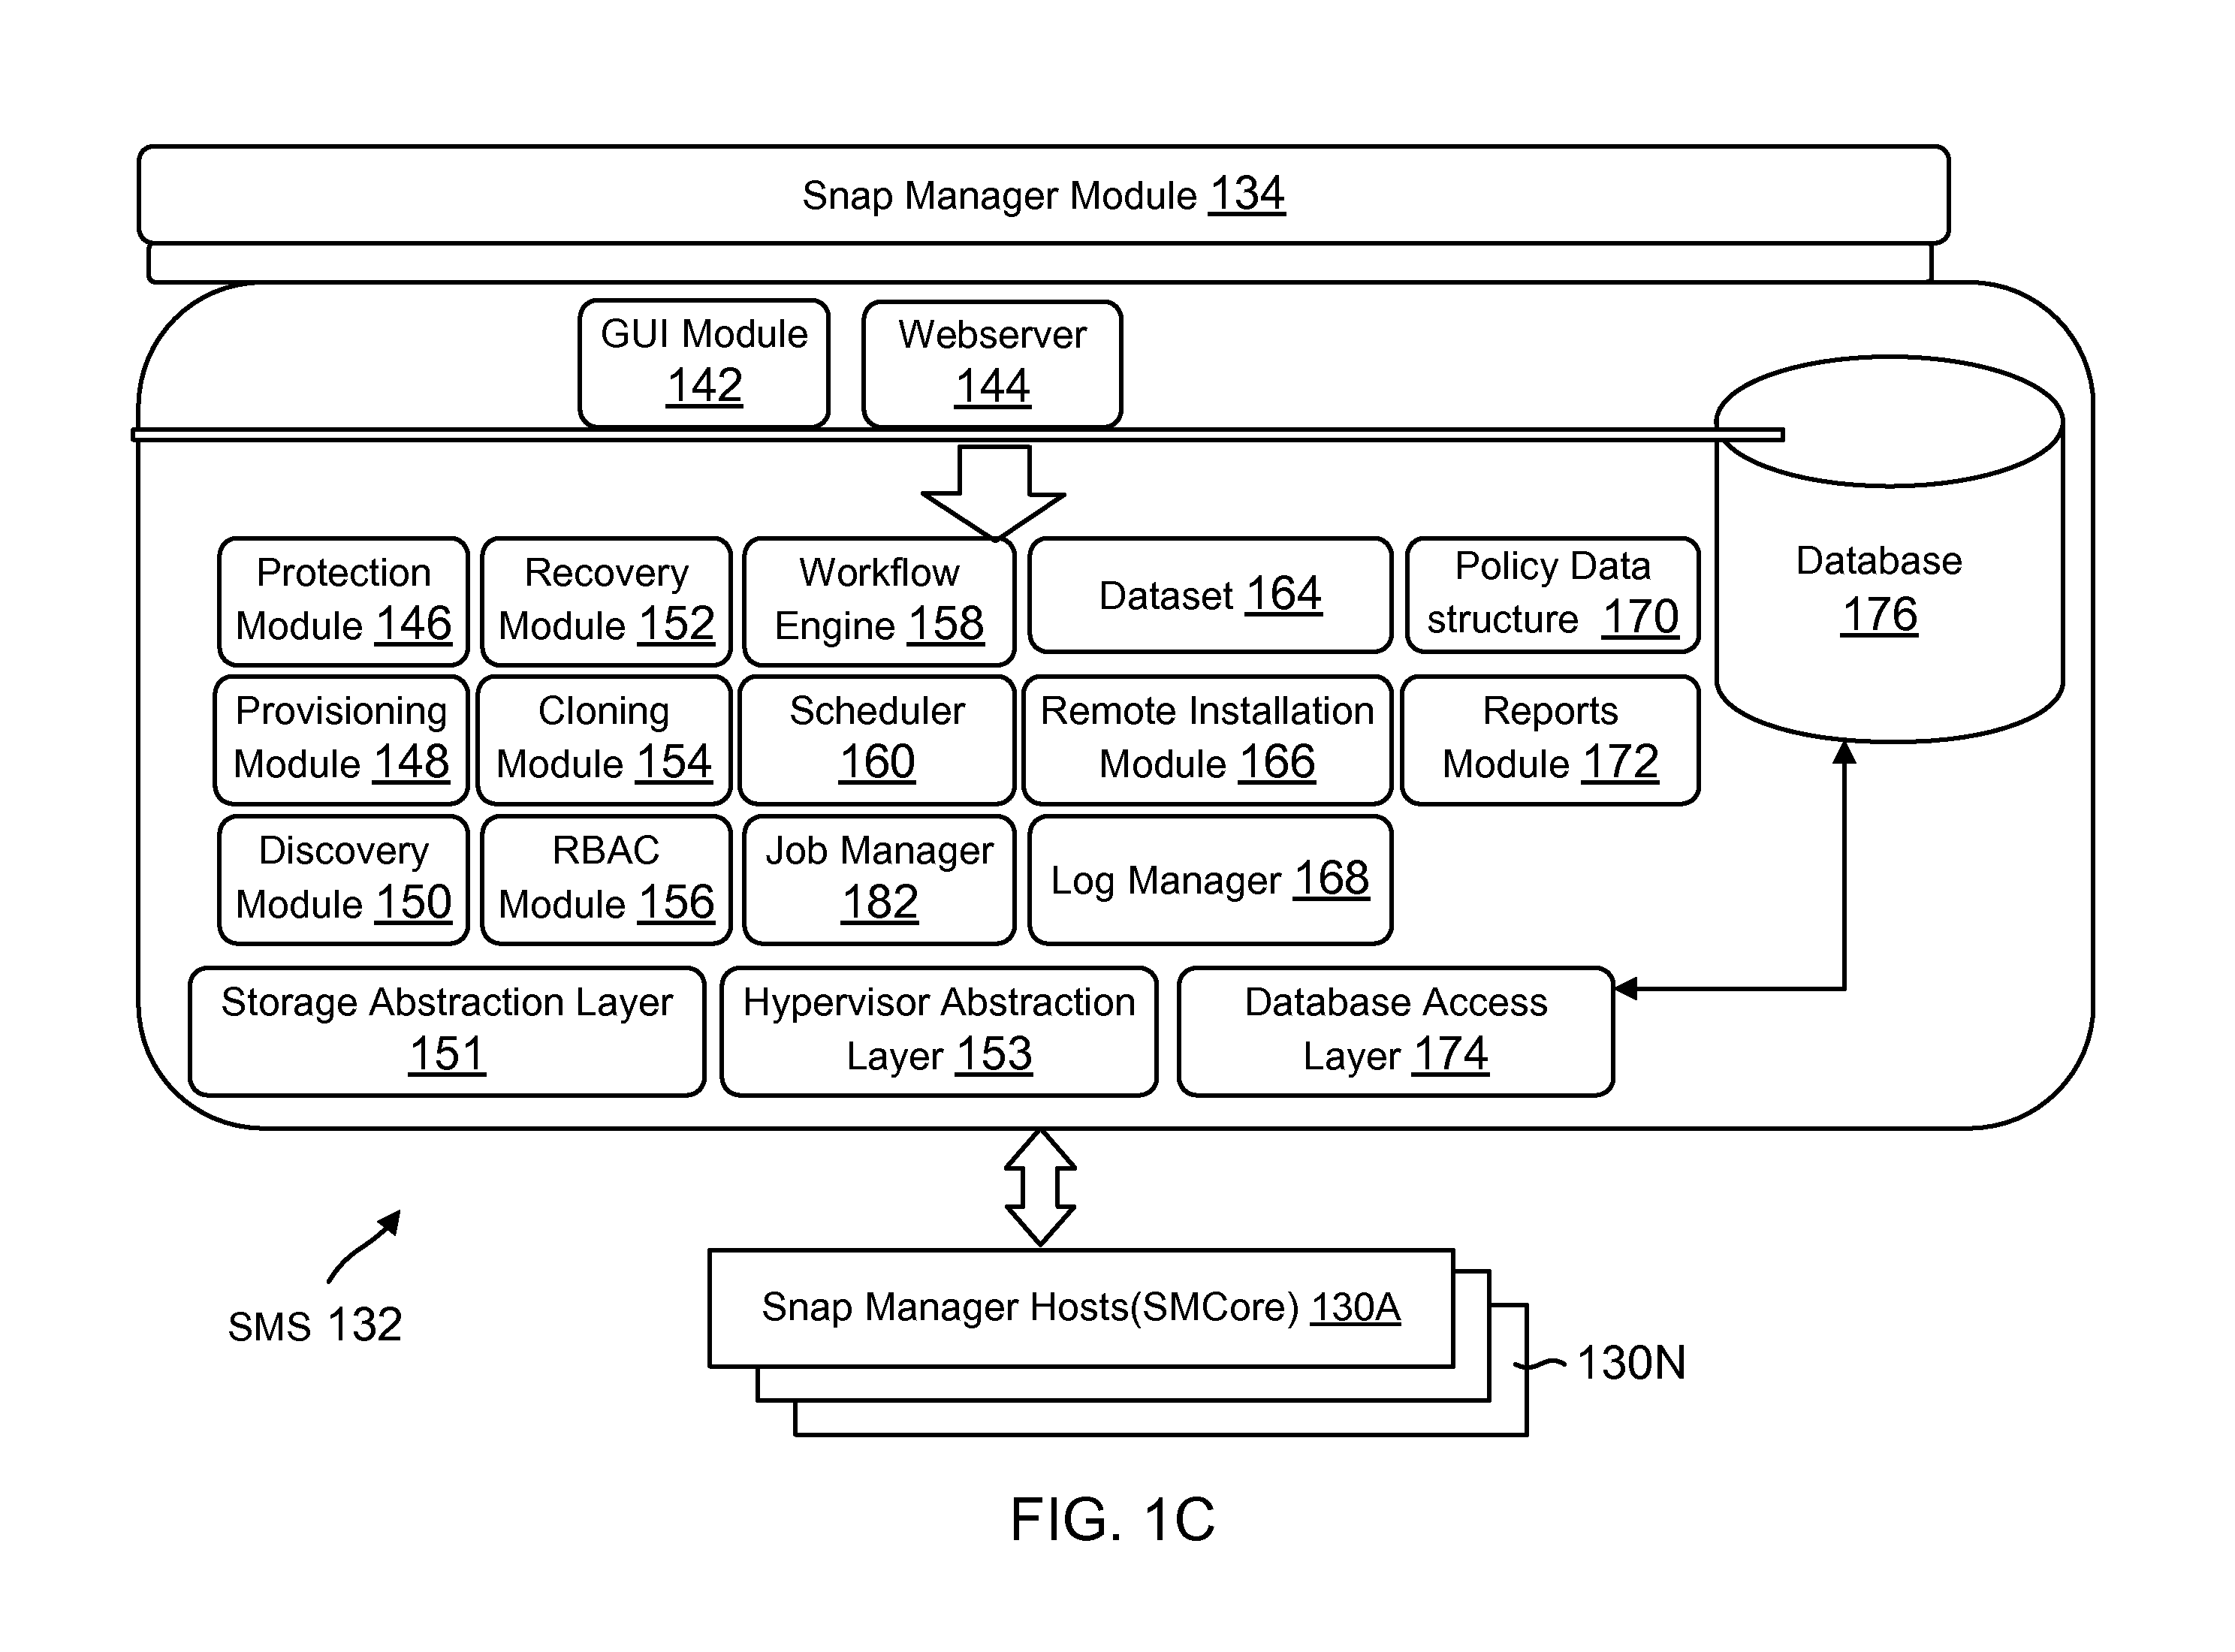 Snap Manager Module 134
GUI Module
142
Webserver
144
Protection
Module 146
Recovery
Module 152
Workflow
Engine 158
Dataset 164
Policy Data
structure 170
Database
176
Provisioning
Module 148
Cloning
Module 154
Scheduler
160
Remote Installation
Module 166
Reports
Module 172
Discovery
Module 150
RBAC
Module 156
Job Manager
182
Log Manager 168
Storage Abstraction Layer
151
Hypervisor Abstraction
Layer 153
Database Access
Layer 174
SMS 132
Snap Manager Hosts(SMCore) 130A
130N
FIG. 1C